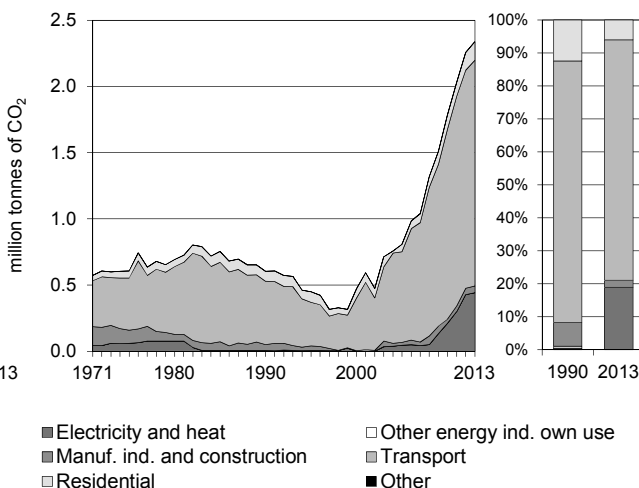 2.5
2.0
1.5
1.0
0.5
0.0
million tonnes of CO2
13
1971 1980 1990 2000 2013
100%
90%
80%
70%
60%
50%
40%
30%
20%
10%
0%
1990 2013
Electricity and heat
Other energy ind. own use
Manuf. ind. and construction
Transport
Residential
Other